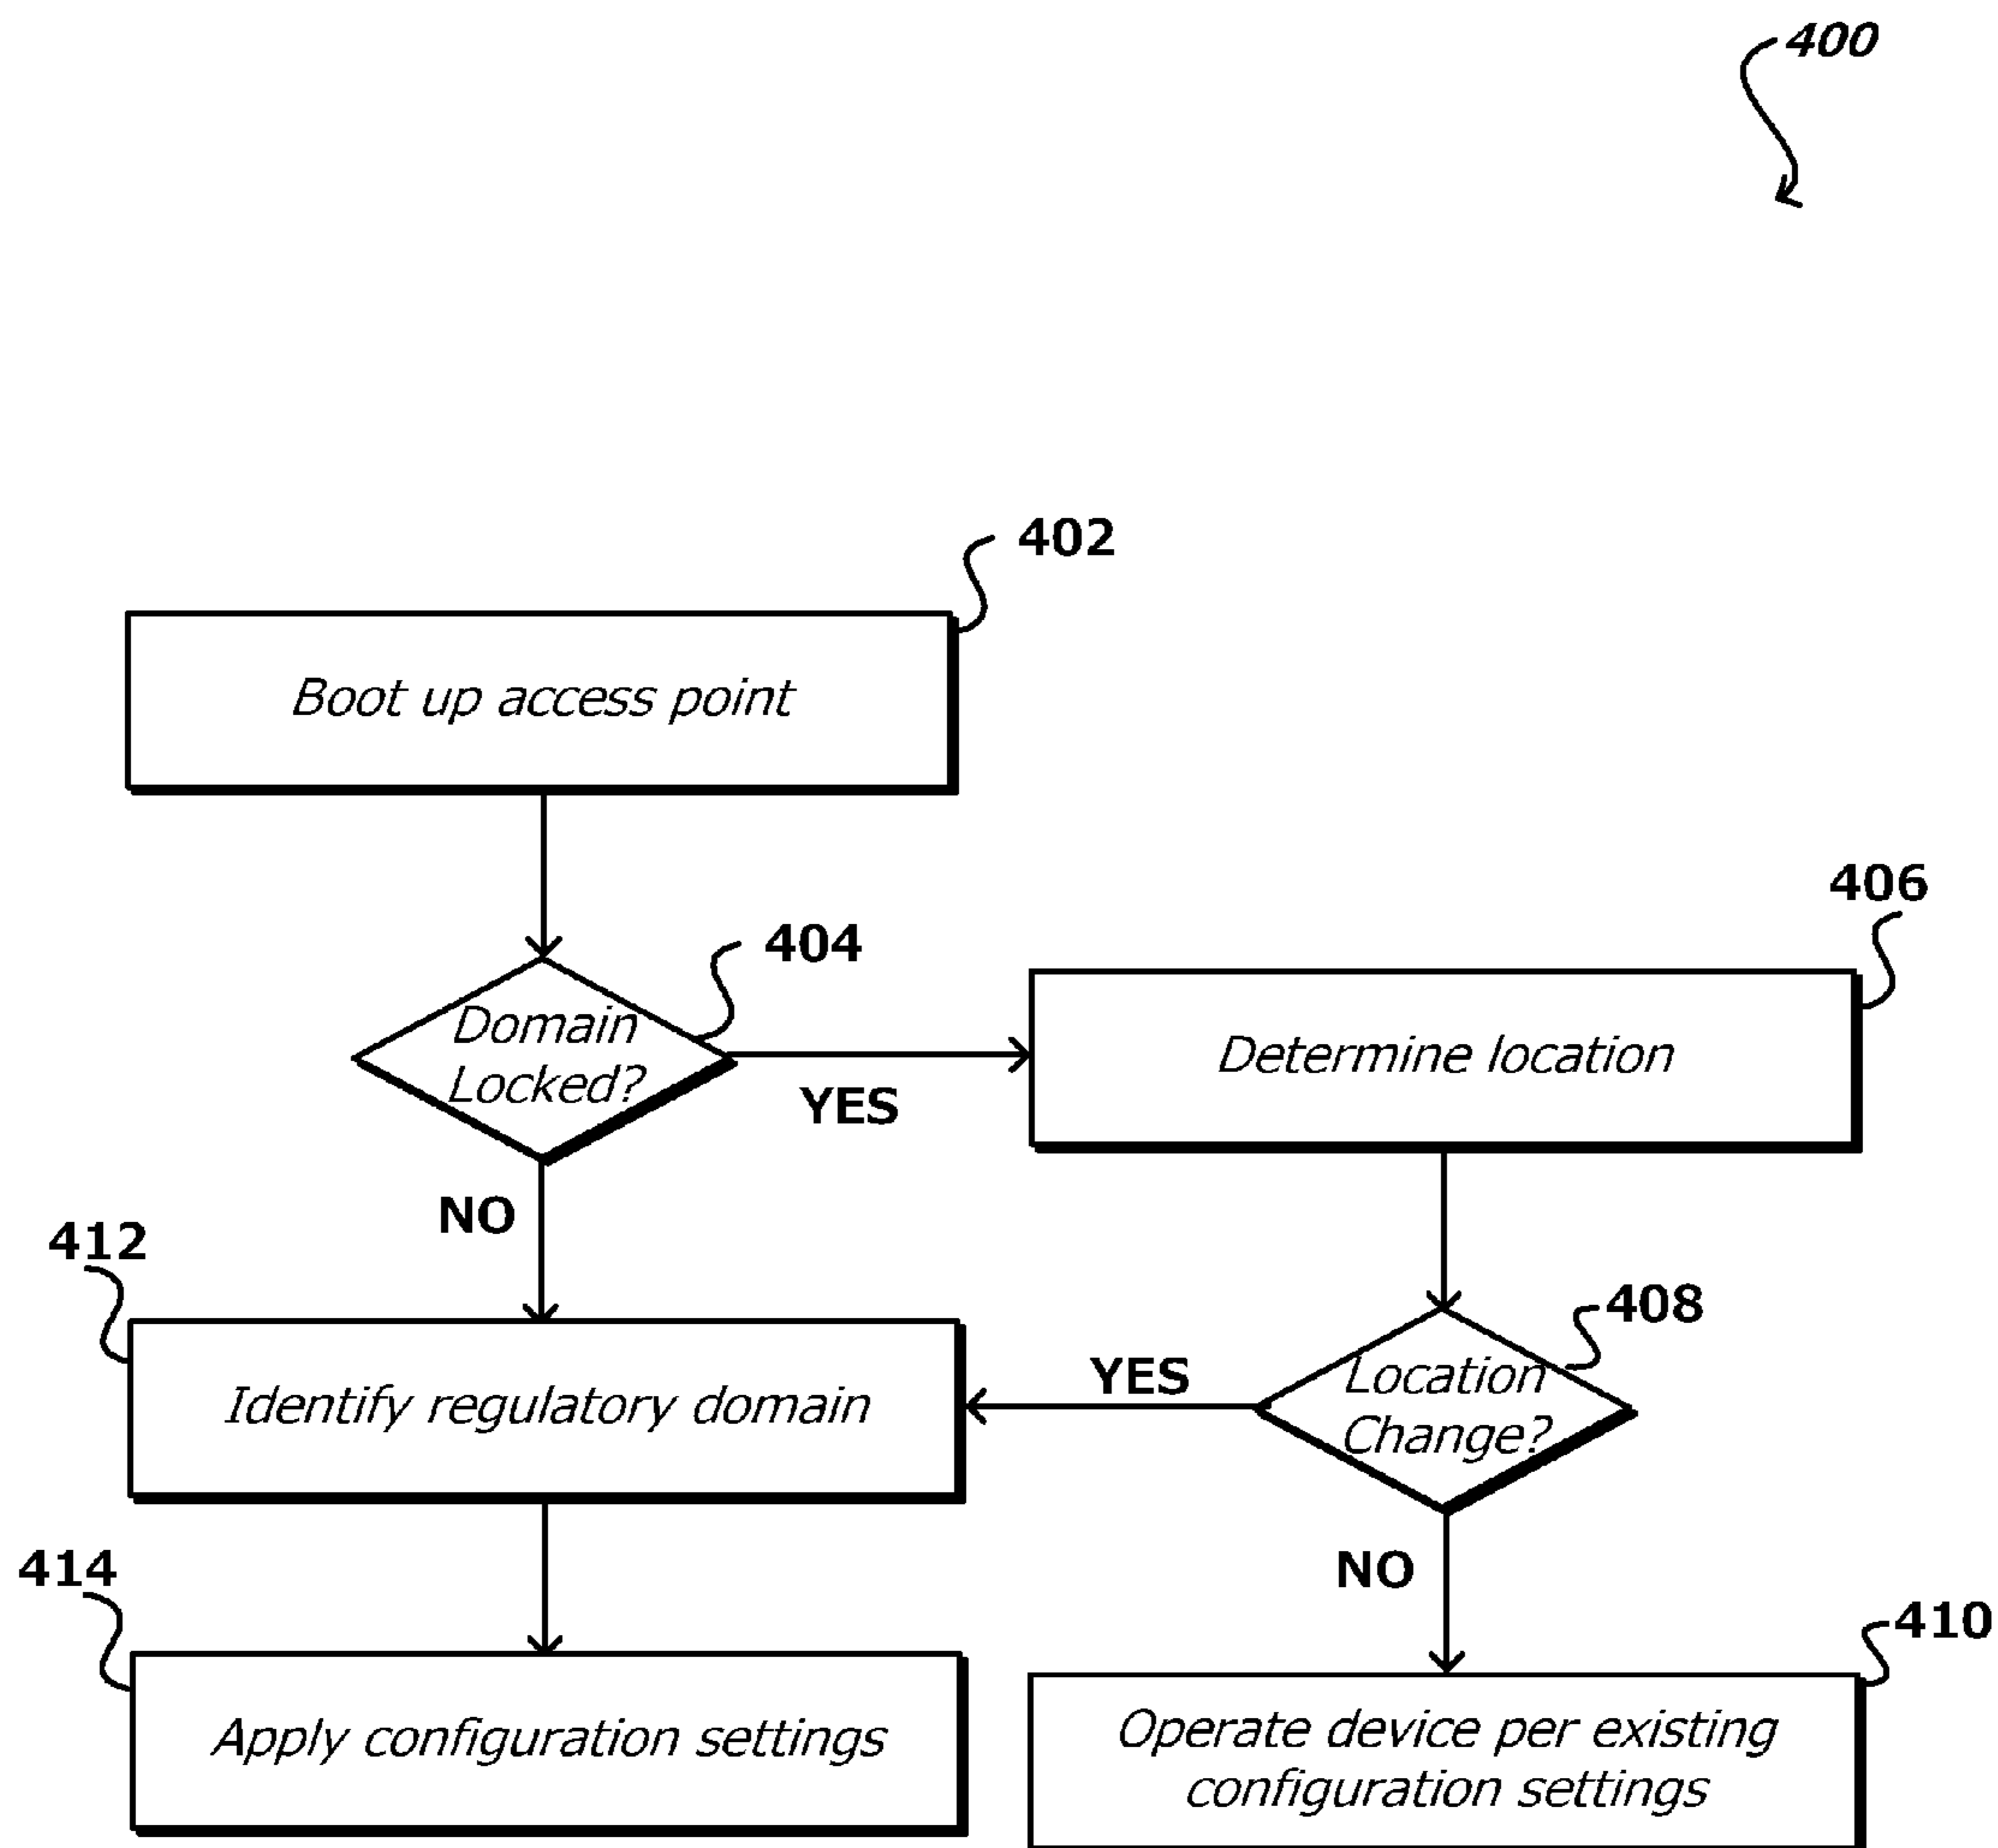 400
402
Boot up access point
404
Domain
Locked?
YES
406
Determine location
NO
412
Identify regulatory domain
YES
408
Location
Change?
NO
414
Apply configuration settings
410
Operate device per existing
configuration settings